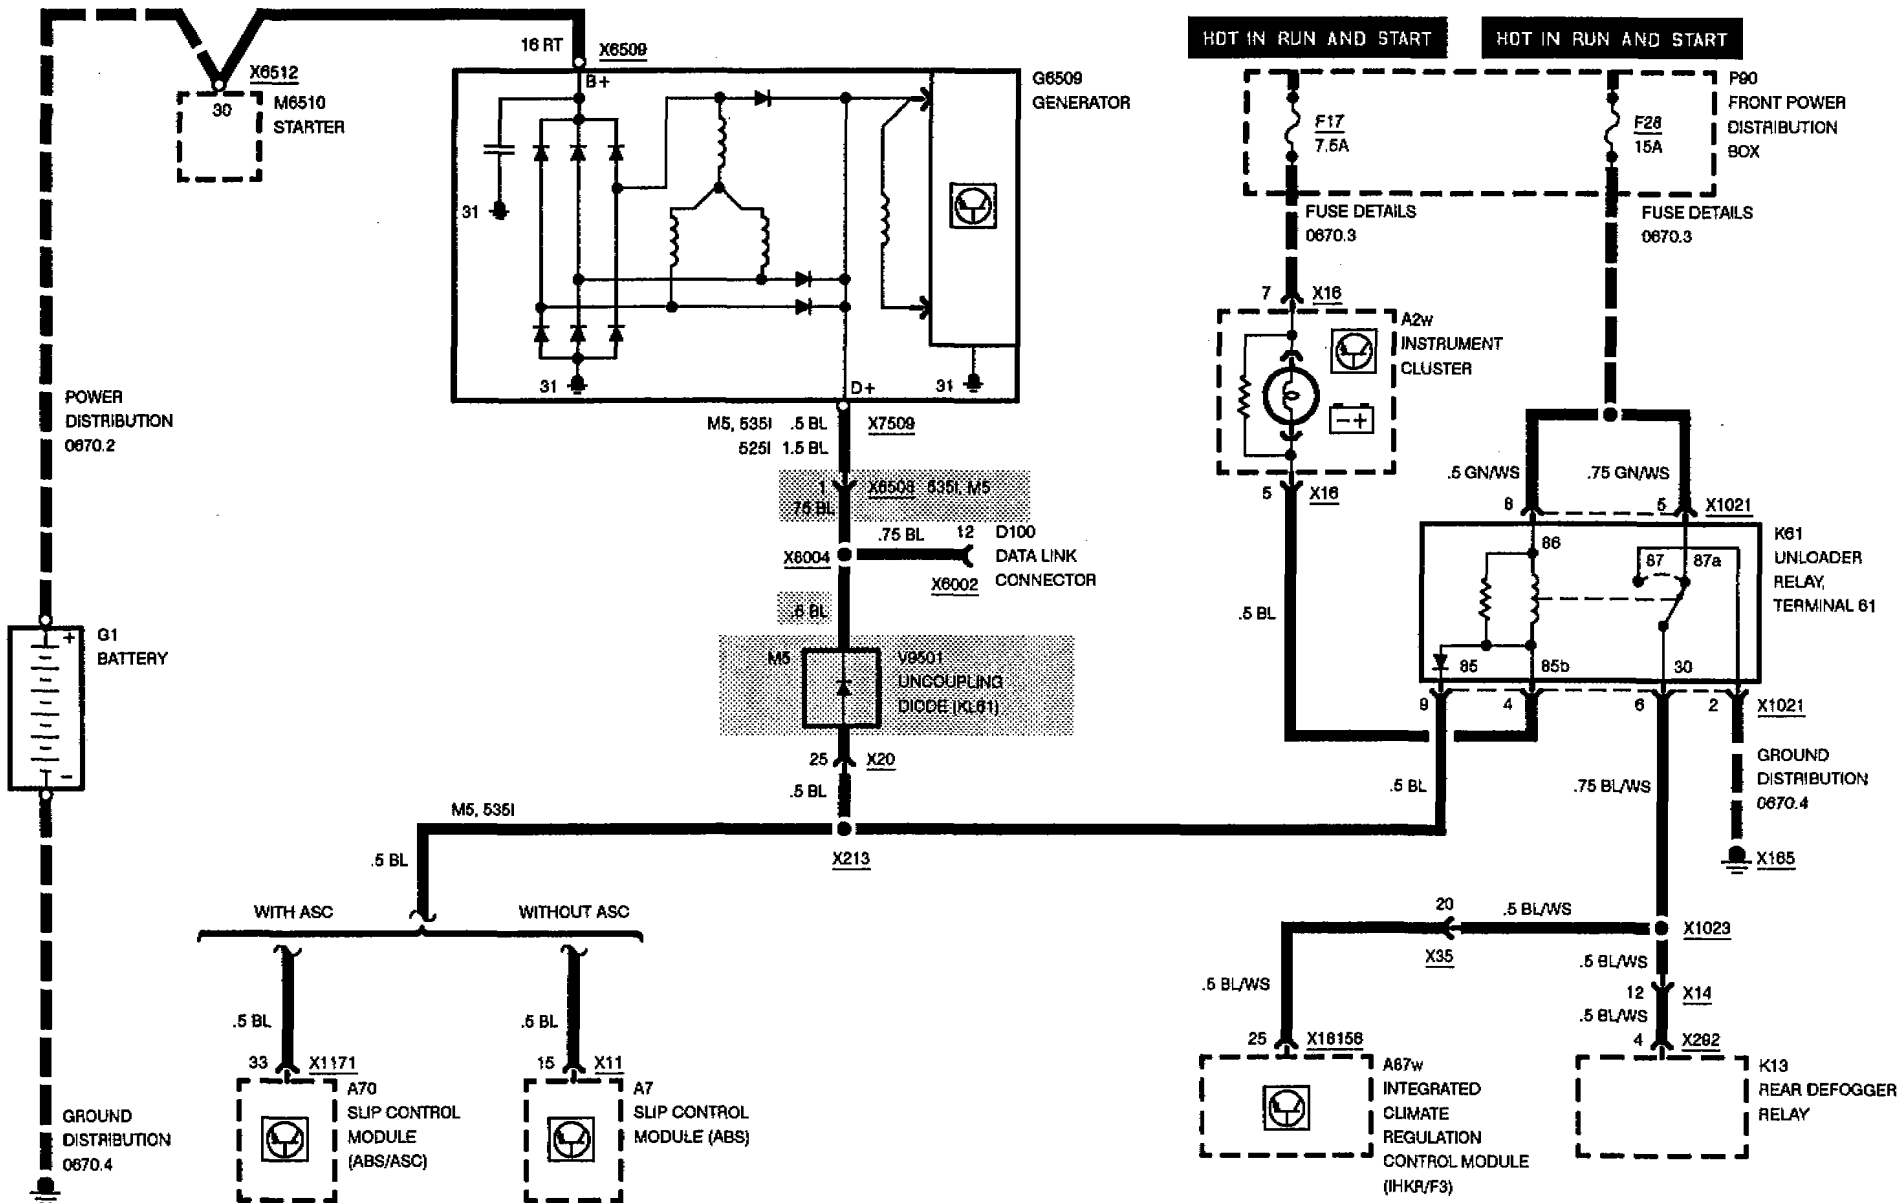 HOT IN RUN AND START
HOT IN RUN AND START
16 RT
X6509
X6512
30
M6510
STARTER
B+
G6509
GENERATOR
31
31
31
D+
F17
7.5A
F28
15A
P90
FRONT POWER
DISTRIBUTION
BOX
FUSE DETAILS
0670.3
FUSE DETAILS
0670.3
7
X16
A2w
INSTRUMENT
CLUSTER
- +
5
X16
POWER
DISTRIBUTION
0670.2
M5, 535I .5 BL
525I 1.5 BL
X7509
1
X6508 535I, M5
.75 BL
X6004
.75 BL
12
D100
DATA LINK
CONNECTOR
X6002
.5 BL
M5
V9501
UNCOUPLING
DIODE (KL61)
25
X20
.5 BL
X213
.5 GN/WS
.75 GN/WS
8
5
X1021
K61
UNLOADER
RELAY,
TERMINAL 61
86
87
87a
85
85b
30
9
4
6
2
X1021
.5 BL
.5 BL
.75 BL/WS
GROUND
DISTRIBUTION
0670.4
X165
G1
BATTERY
+
-
M5, 535I
.5 BL
WITH ASC
WITHOUT ASC
.5 BL
.5 BL
33
X1171
15
X11
A70
SLIP CONTROL
MODULE
(ABS/ASC)
A7
SLIP CONTROL
MODULE (ABS)
GROUND
DISTRIBUTION
0670.4
20
.5 BL/WS
X1023
X35
.5 BL/WS
.5 BL/WS
12
X14
.5 BL/WS
25
X18156
4
X292
A67w
INTEGRATED
CLIMATE
REGULATION
CONTROL MODULE
(IHKR/F3)
K13
REAR DEFOGGER
RELAY